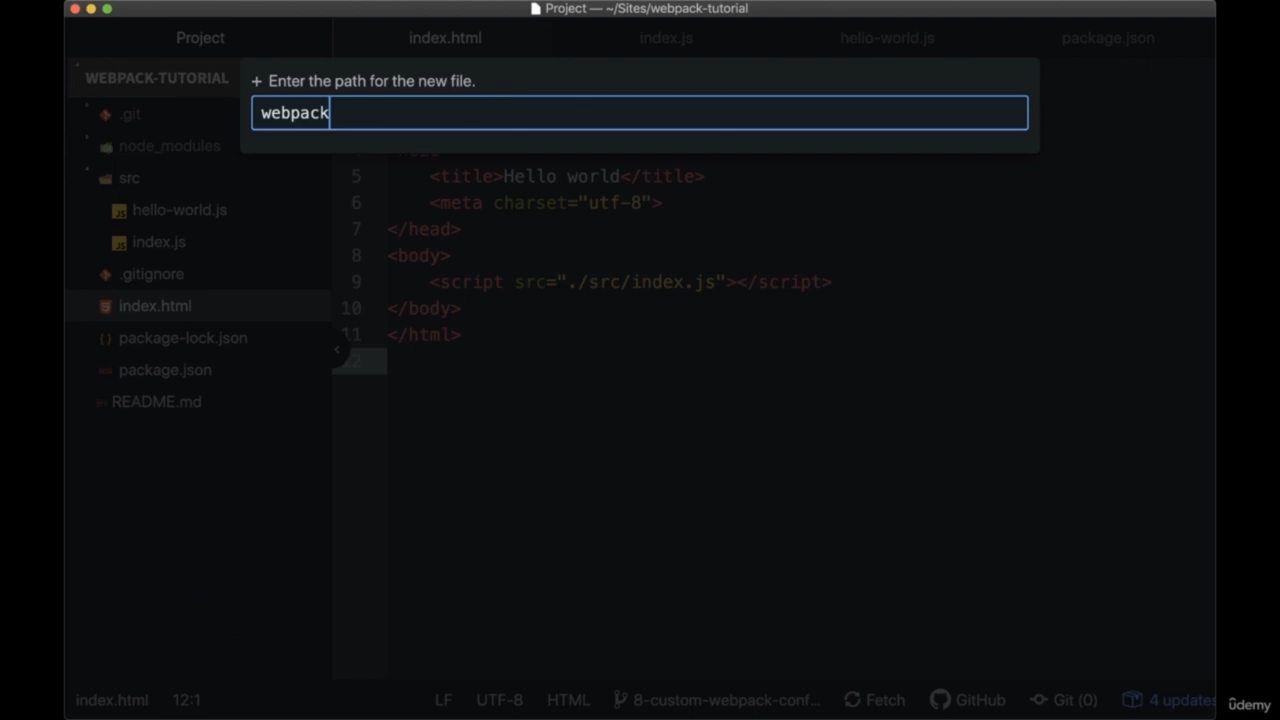 Project — ~/Sites/webpack-tutorial
Project
index.html
index.js
hello-world.js
package.json
WEBPACK-TUTORIAL
+ Enter the path for the new file.
webpack
.git
node_modules
src
hello-world.js
index.js
.gitignore
index.html
package-lock.json
package.json
README.md
5 <title>Hello world</title>
6 <meta charset="utf-8">
7 </head>
8 <body>
9 <script src="./src/index.js"></script>
10 </body>
11 </html>
12
index.html 12:1
LF UTF-8 HTML 8-custom-webpack-conf... Fetch GitHub Git (0) 4 updates
ûdemy